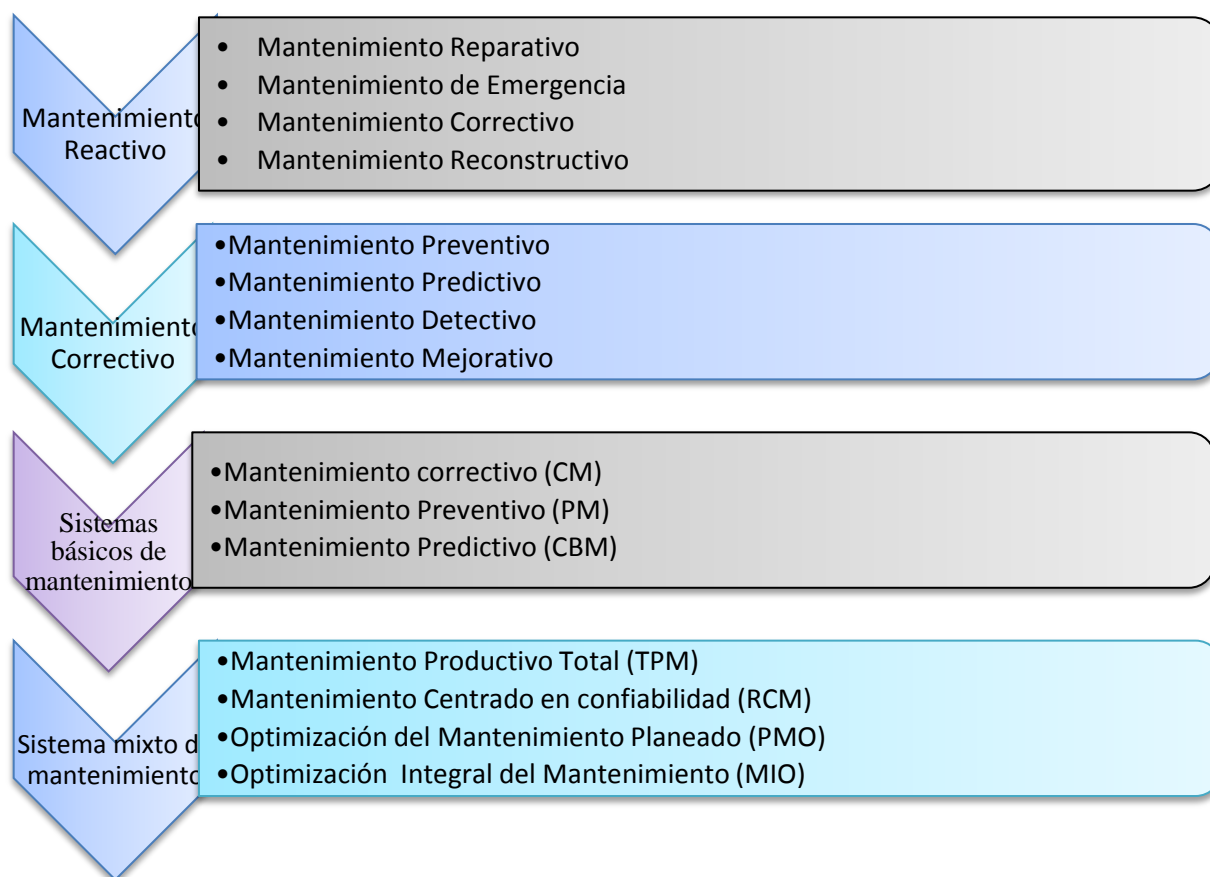 Mantenimiento
Reactivo
• Mantenimiento Reparativo
• Mantenimiento de Emergencia
• Mantenimiento Correctivo
• Mantenimiento Reconstructivo
Mantenimiento
Correctivo
•Mantenimiento Preventivo
•Mantenimiento Predictivo
•Mantenimiento Detectivo
•Mantenimiento Mejorativo
Sistemas
básicos de
mantenimiento
•Mantenimiento correctivo (CM)
•Mantenimiento Preventivo (PM)
•Mantenimiento Predictivo (CBM)
Sistema mixto d
mantenimiento
•Mantenimiento Productivo Total (TPM)
•Mantenimiento Centrado en confiabilidad (RCM)
•Optimización del Mantenimiento Planeado (PMO)
•Optimización Integral del Mantenimiento (MIO)